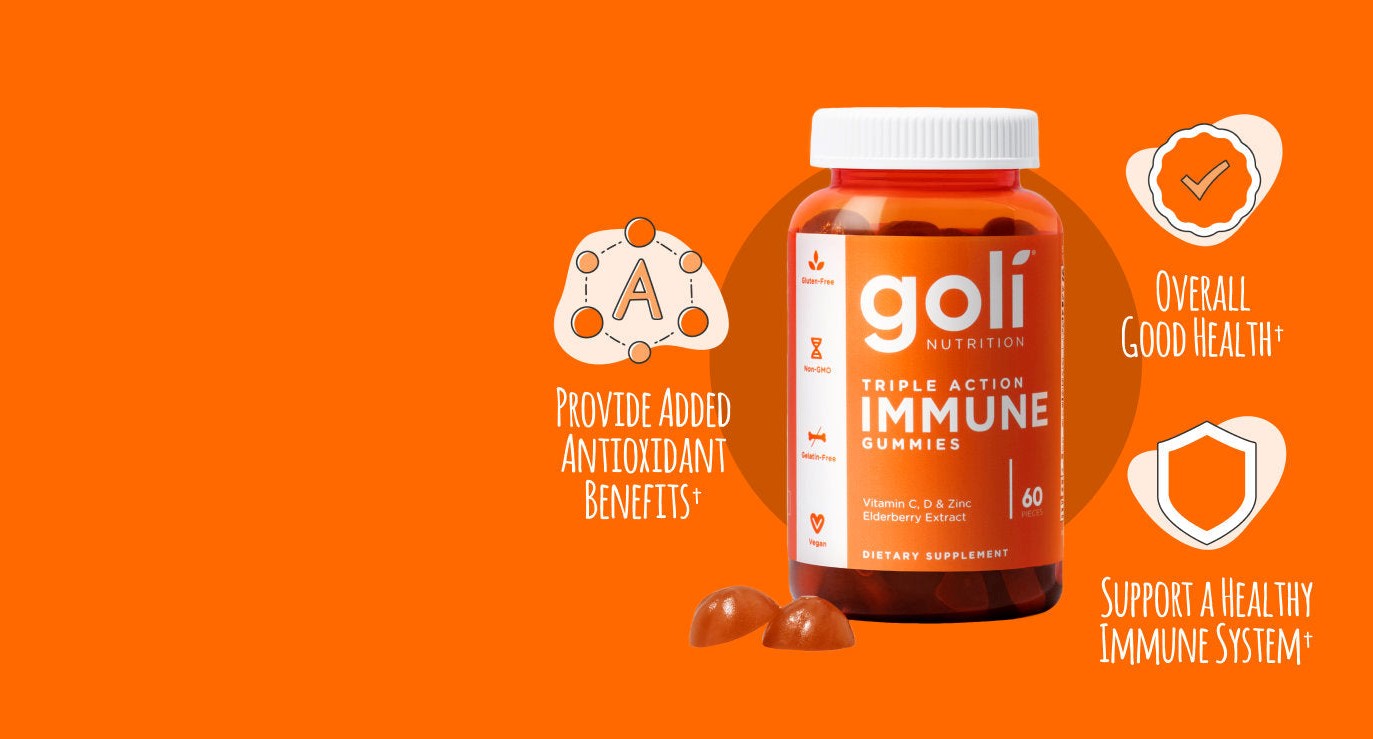 PROVIDE ADDED
ANTIOXIDANT
BENEFITS†
A
goli®
NUTRITION
TRIPLE ACTION
IMMUNE
GUMMIES
Vitamin C, D & Zinc
Elderberry Extract
60
PIECES
DIETARY SUPPLEMENT
Gluten-Free
Non-GMO
Gelatin-Free
Vegan
OVERALL
GOOD HEALTH†
SUPPORT A HEALTHY
IMMUNE SYSTEM†